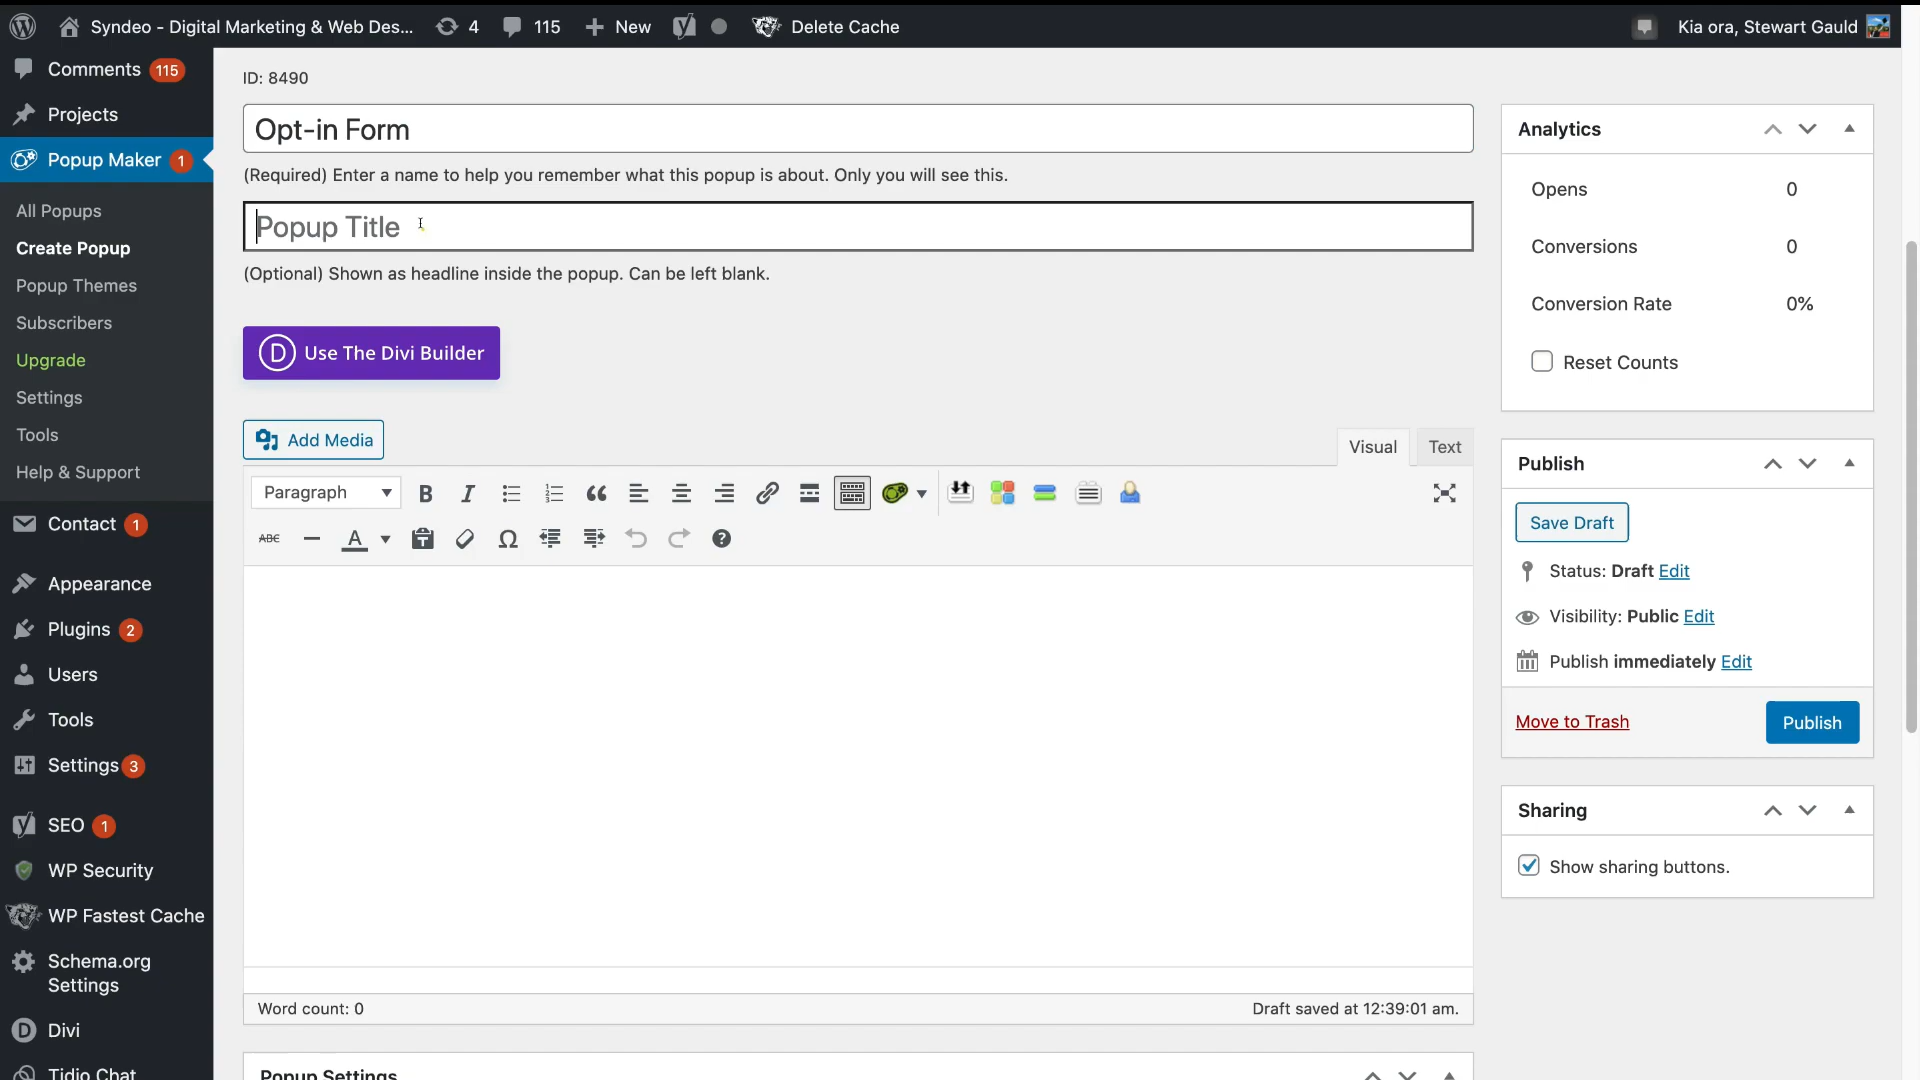 Syndeo - Digital Marketing & Web Des... 4 115 New Delete Cache Kia ora, Stewart Gauld
Comments 115
Projects
Popup Maker 1
All Popups
Create Popup
Popup Themes
Subscribers
Upgrade
Settings
Tools
Help & Support
Contact 1
Appearance
Plugins 2
Users
Tools
Settings 3
SEO 1
WP Security
WP Fastest Cache
Schema.org
Settings
Divi
Tidio Chat
ID: 8490
Opt-in Form
(Required) Enter a name to help you remember what this popup is about. Only you will see this.
Popup Title
(Optional) Shown as headline inside the popup. Can be left blank.
D Use The Divi Builder
Add Media
Visual Text
Paragraph B I
ABC A Ω
Word count: 0 Draft saved at 12:39:01 am.
Popup Settings
Analytics
Opens 0
Conversions 0
Conversion Rate 0%
Reset Counts
Publish
Save Draft
Status: Draft Edit
Visibility: Public Edit
Publish immediately Edit
Move to Trash Publish
Sharing
Show sharing buttons.